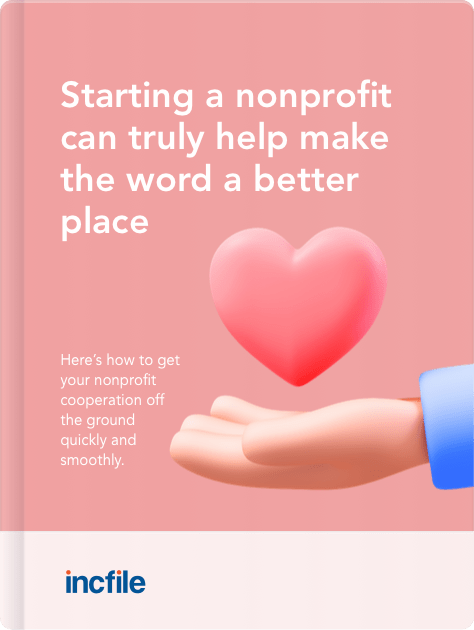 Starting a nonprofit
can truly help make
the word a better
place
Here's how to get
your nonprofit
cooperation off
the ground
quickly and
smoothly.
incfile